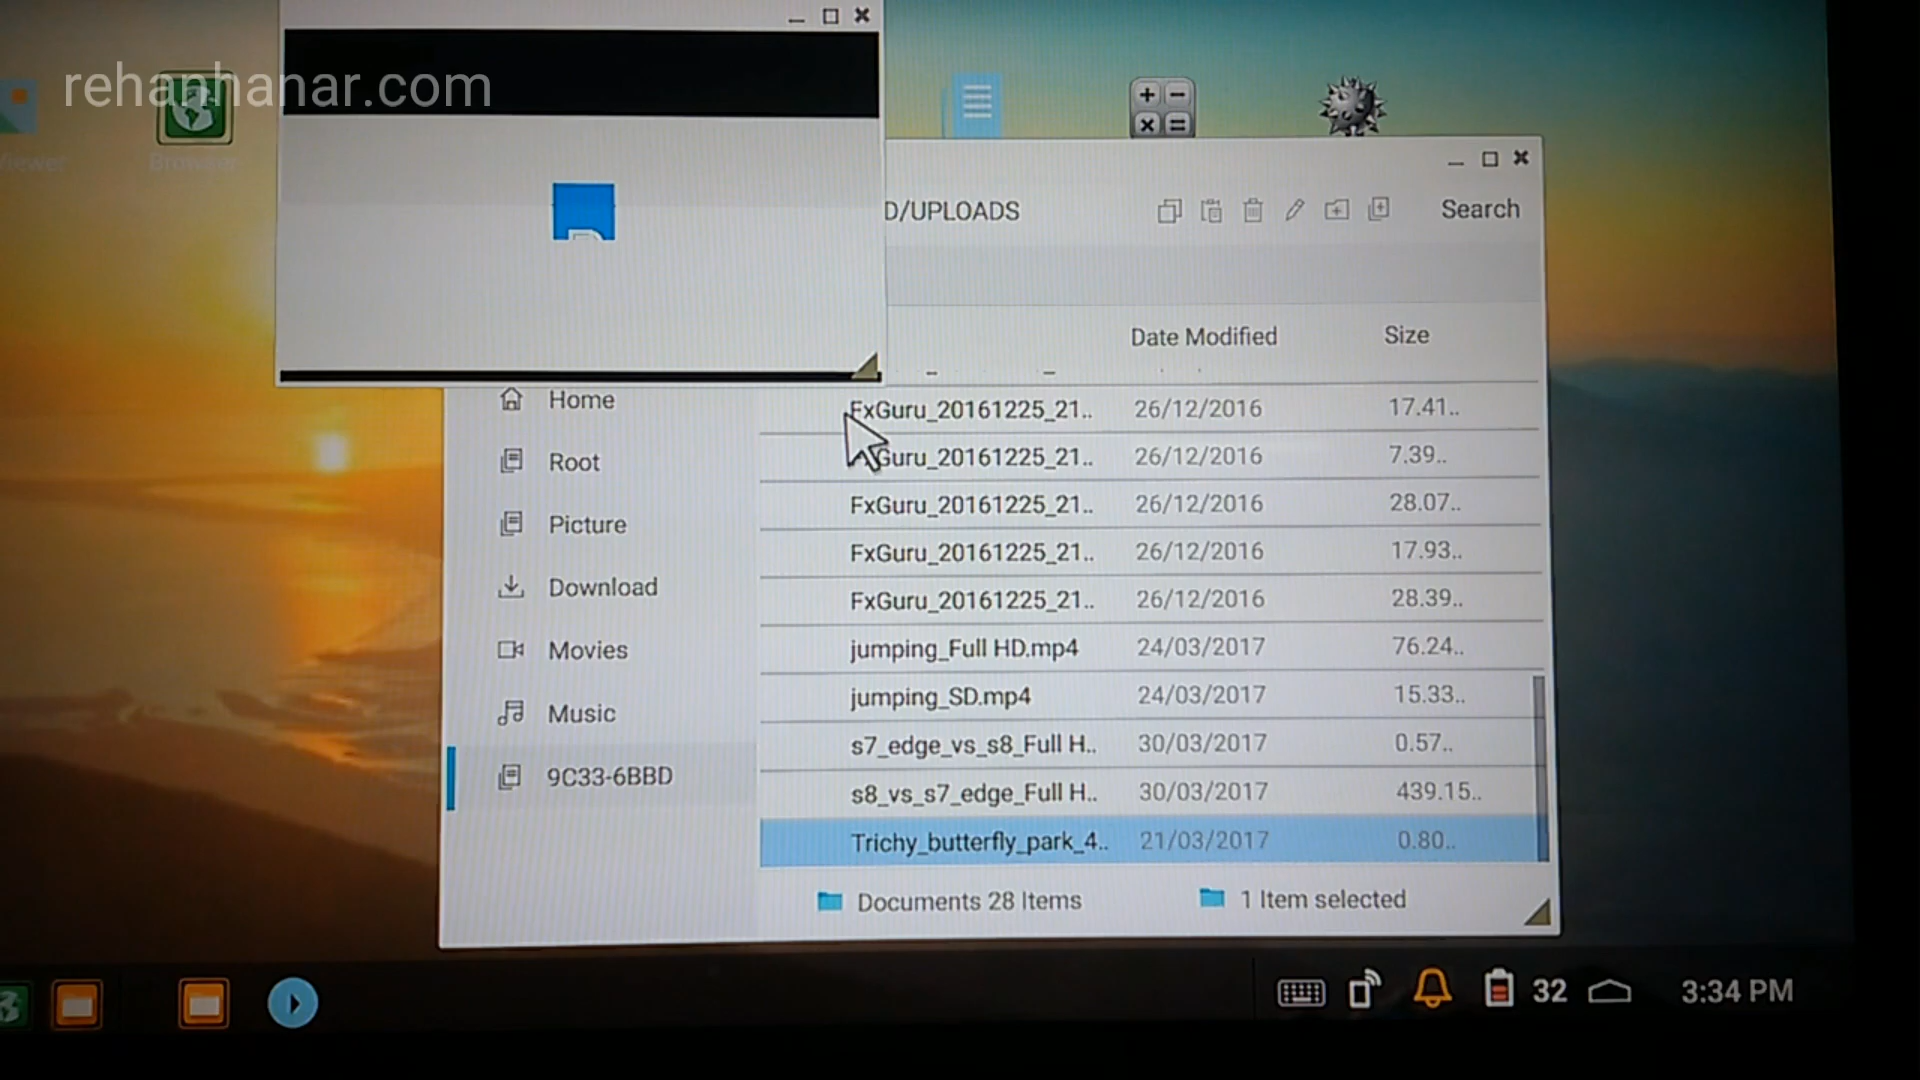 rehanhanar.com
Viewer
Browser
D/UPLOADS
Search
Date Modified
Size
Home
Root
Picture
Download
Movies
Music
9C33-6BBD
FxGuru_20161225_21.. 26/12/2016 17.41..
Guru_20161225_21.. 26/12/2016 7.39..
FxGuru_20161225_21.. 26/12/2016 28.07..
FxGuru_20161225_21.. 26/12/2016 17.93..
FxGuru_20161225_21.. 26/12/2016 28.39..
jumping_Full HD.mp4 24/03/2017 76.24..
jumping_SD.mp4 24/03/2017 15.33..
s7_edge_vs_s8_Full H.. 30/03/2017 0.57..
s8_vs_s7_edge_Full H.. 30/03/2017 439.15..
Trichy_butterfly_park_4.. 21/03/2017 0.80..
Documents 28 Items
1 Item selected
32
3:34 PM